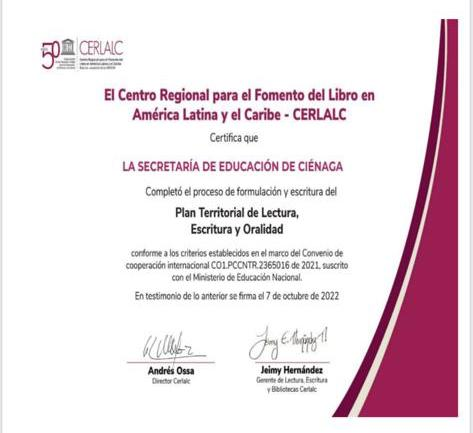 50
CERLALC
El Centro Regional para el Fomento del Libro en
América Latina y el Caribe - CERLALC
Certifica que
LA SECRETARÍA DE EDUCACIÓN DE CIÉNAGA
Completó el proceso de formulación y escritura del
Plan Territorial de Lectura,
Escritura y Oralidad
conforme a los criterios establecidos en el marco del Convenio de
cooperación internacional CO1.PCCNTR.2365016 de 2021, suscrito
con el Ministerio de Educación Nacional.
En testimonio de lo anterior se firma el 7 de octubre de 2022
Andrés Ossa
Director Cerlalc
Jeimy Hernández
Gerente de Lectura, Escritura
y Bibliotecas Cerlalc